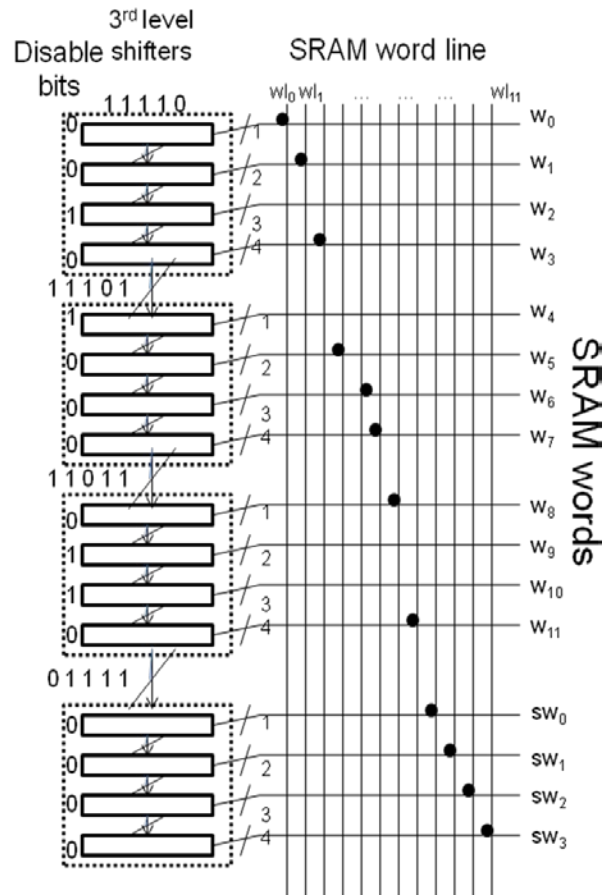 3rd level
Disable shifters
bits
SRAM word line
wl0 wl1 ... ... ... wl11
1 1 1 1 1 0
0 1 w0
0 2 w1
1 3 w2
0 4 w3
1 1 1 0 1
1 1 w4
0 2 w5
0 3 w6
0 4 w7
1 1 0 1 1
0 1 w8
1 2 w9
1 3 w10
0 4 w11
0 1 1 1 1
0 1 sw0
0 2 sw1
0 3 sw2
0 4 sw3
SRAM words